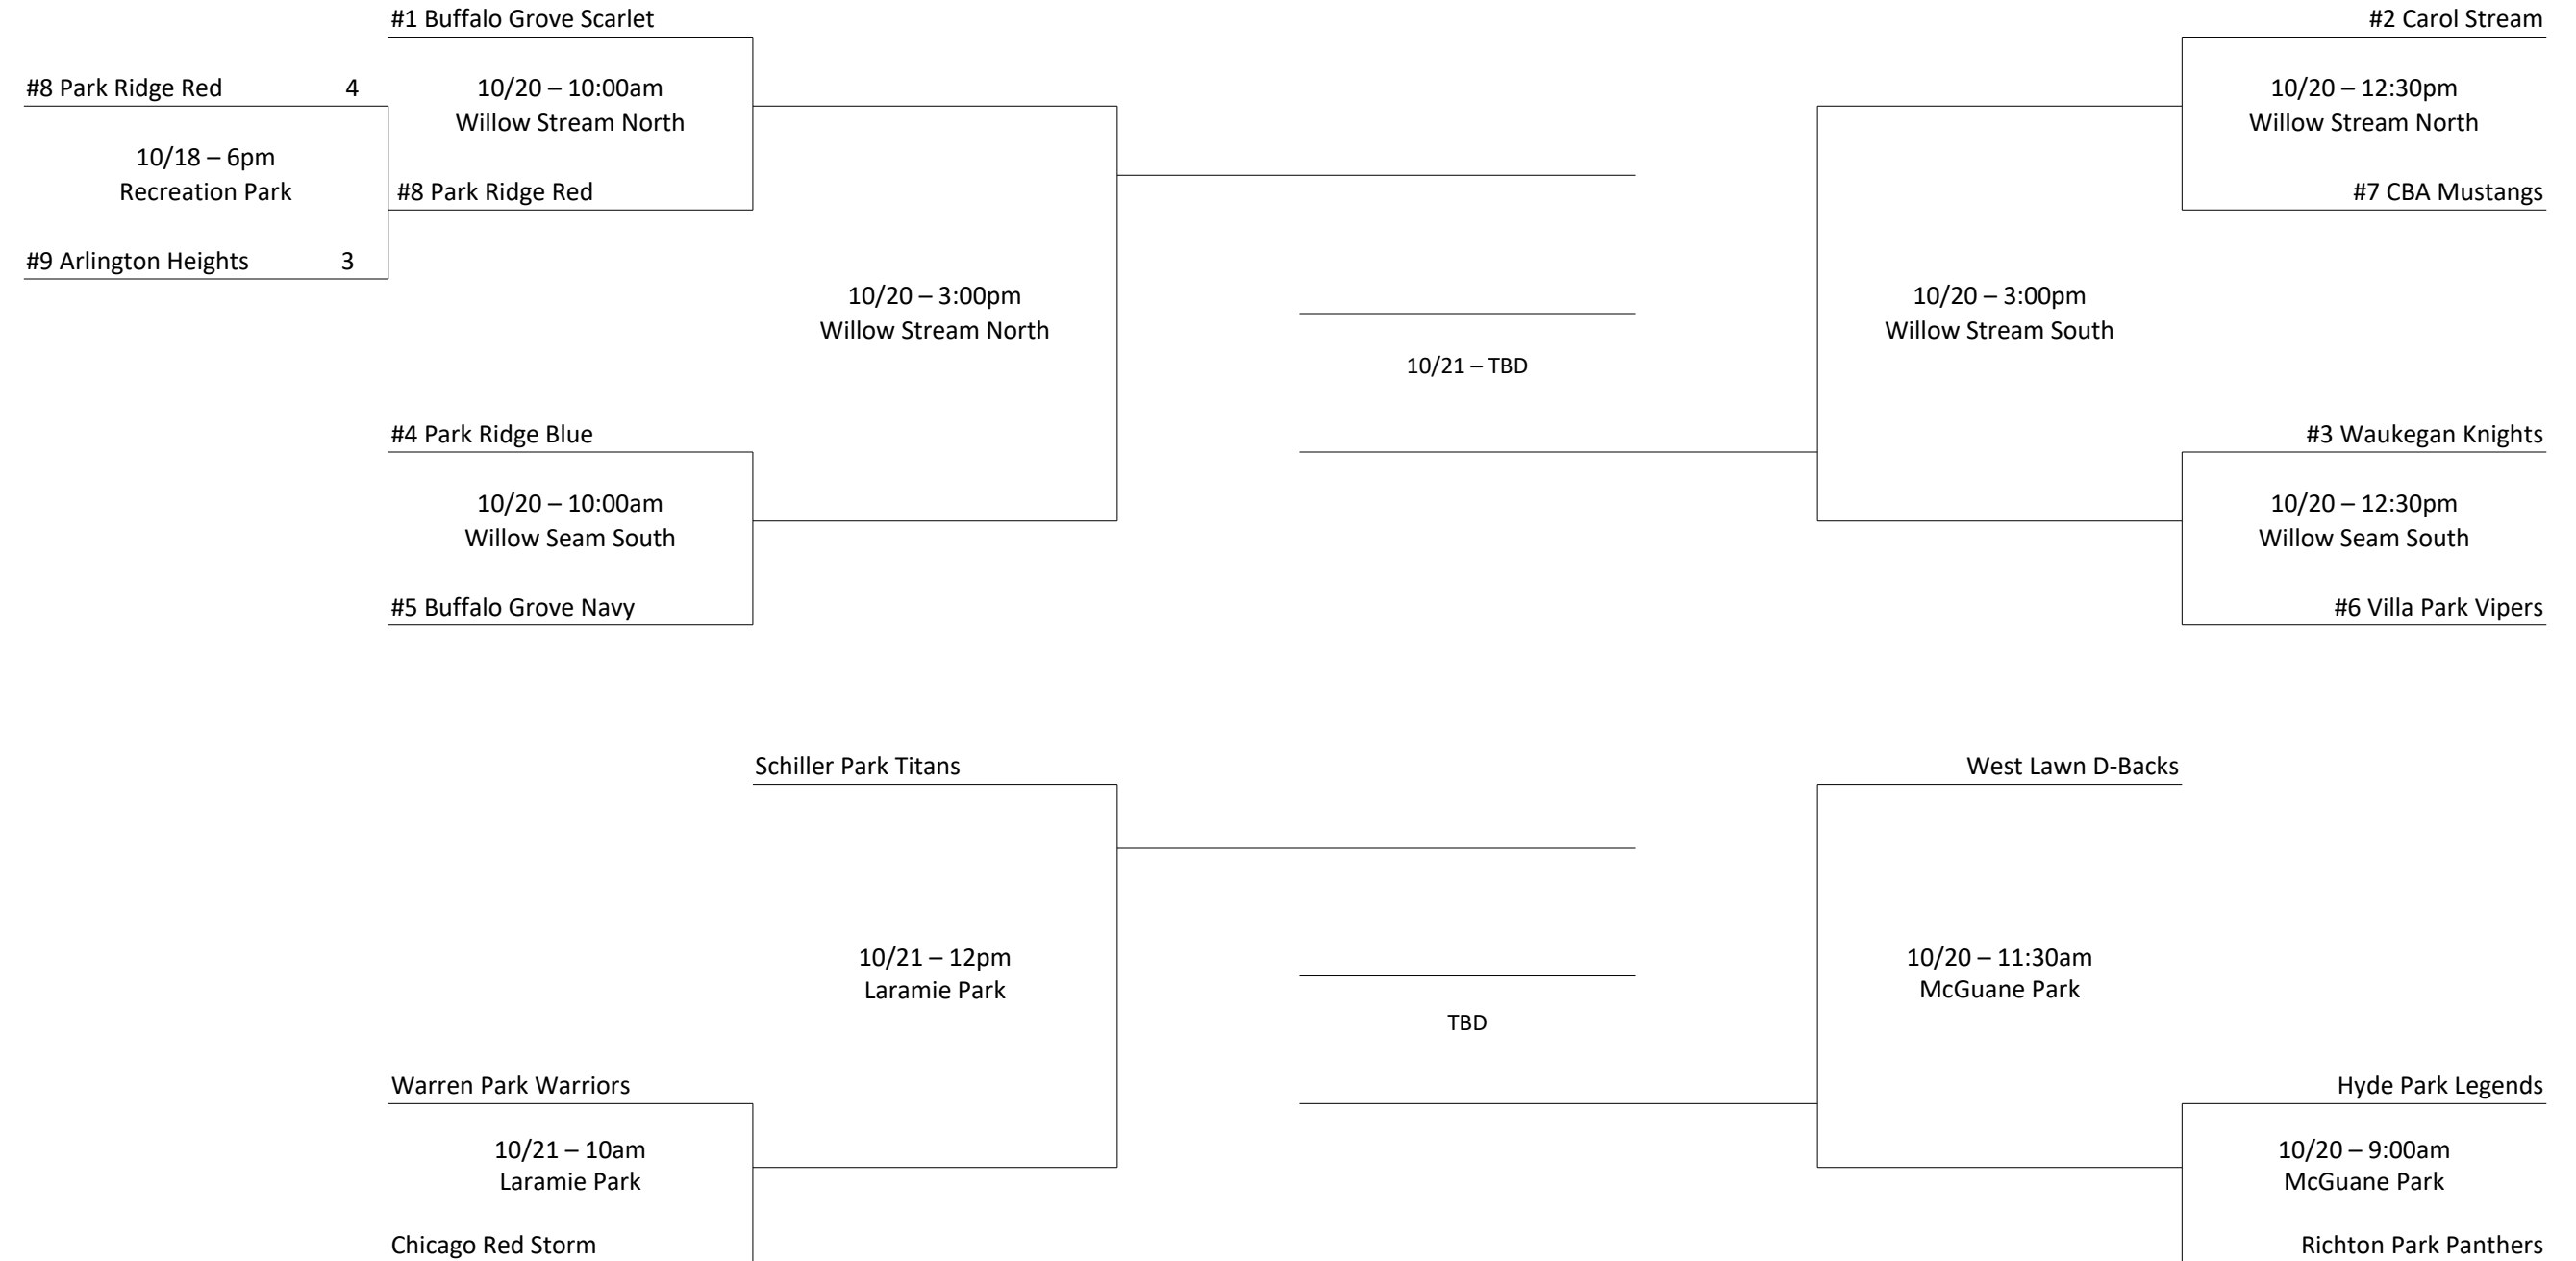 #1 Buffalo Grove Scarlet
#2 Carol Stream
#8 Park Ridge Red 4
10/20 – 10:00am
Willow Stream North
10/20 – 12:30pm
Willow Stream North
10/18 – 6pm
Recreation Park
#8 Park Ridge Red
#7 CBA Mustangs
#9 Arlington Heights 3
10/20 – 3:00pm
Willow Stream North
10/20 – 3:00pm
Willow Stream South
10/21 – TBD
#4 Park Ridge Blue
#3 Waukegan Knights
10/20 – 10:00am
Willow Seam South
10/20 – 12:30pm
Willow Seam South
#5 Buffalo Grove Navy
#6 Villa Park Vipers
Schiller Park Titans
West Lawn D-Backs
10/21 – 12pm
Laramie Park
10/20 – 11:30am
McGuane Park
TBD
Warren Park Warriors
Hyde Park Legends
10/21 – 10am
Laramie Park
10/20 – 9:00am
McGuane Park
Chicago Red Storm
Richton Park Panthers